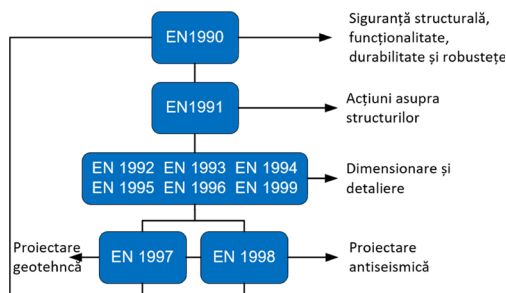 EN1990
Siguranță structurală,
funcționalitate,
durabilitate și robustețe
EN1991
Acțiuni asupra
structurilor
EN 1992 EN 1993 EN 1994
EN 1995 EN 1996 EN 1999
Dimensionare și
detaliere
Proiectare
geotehncă
EN 1997
EN 1998
Proiectare
antiseismică